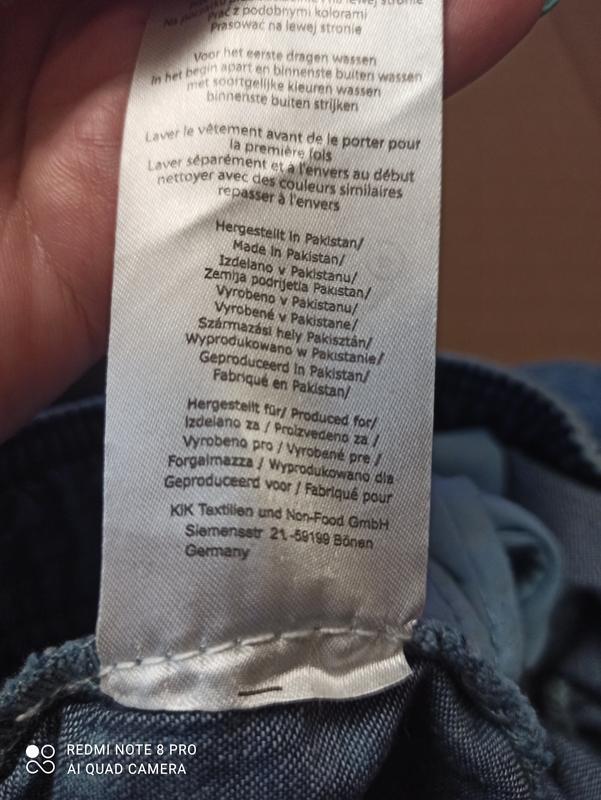 na lewej stronie
Prać z podobnymi kolorami
Prasować na lewej stronie
Voor het eerste dragen wassen
In het begin apart en binnenste buiten wassen
met soortgelijke kleuren wassen
binnenste buiten strijken
Laver le vêtement avant de le porter pour
la première fois
Laver séparément et à l'envers au début
nettoyer avec des couleurs similaires
repasser à l'envers
Hergestellt in Pakistan/
Made in Pakistan/
Izdelano v Pakistanu/
Zemlja podrijetla Pakistan/
Vyrobeno v Pakistanu/
Vyrobené v Pakistane/
Származási hely Pakisztán/
Wyprodukowano w Pakistanie/
Geproduceerd in Pakistan/
Fabriqué en Pakistan/
Hergestellt für/ Produced for/
Izdelano za / Proizvedeno za /
Vyrobeno pro / Vyrobené pre /
Forgalmazza / Wyprodukowano dla
Geproduceerd voor / Fabriqué pour
KiK Textilien und Non-Food GmbH
Siemensstr 21 -59199 Bönen
Germany
REDMI NOTE 8 PRO
AI QUAD CAMERA